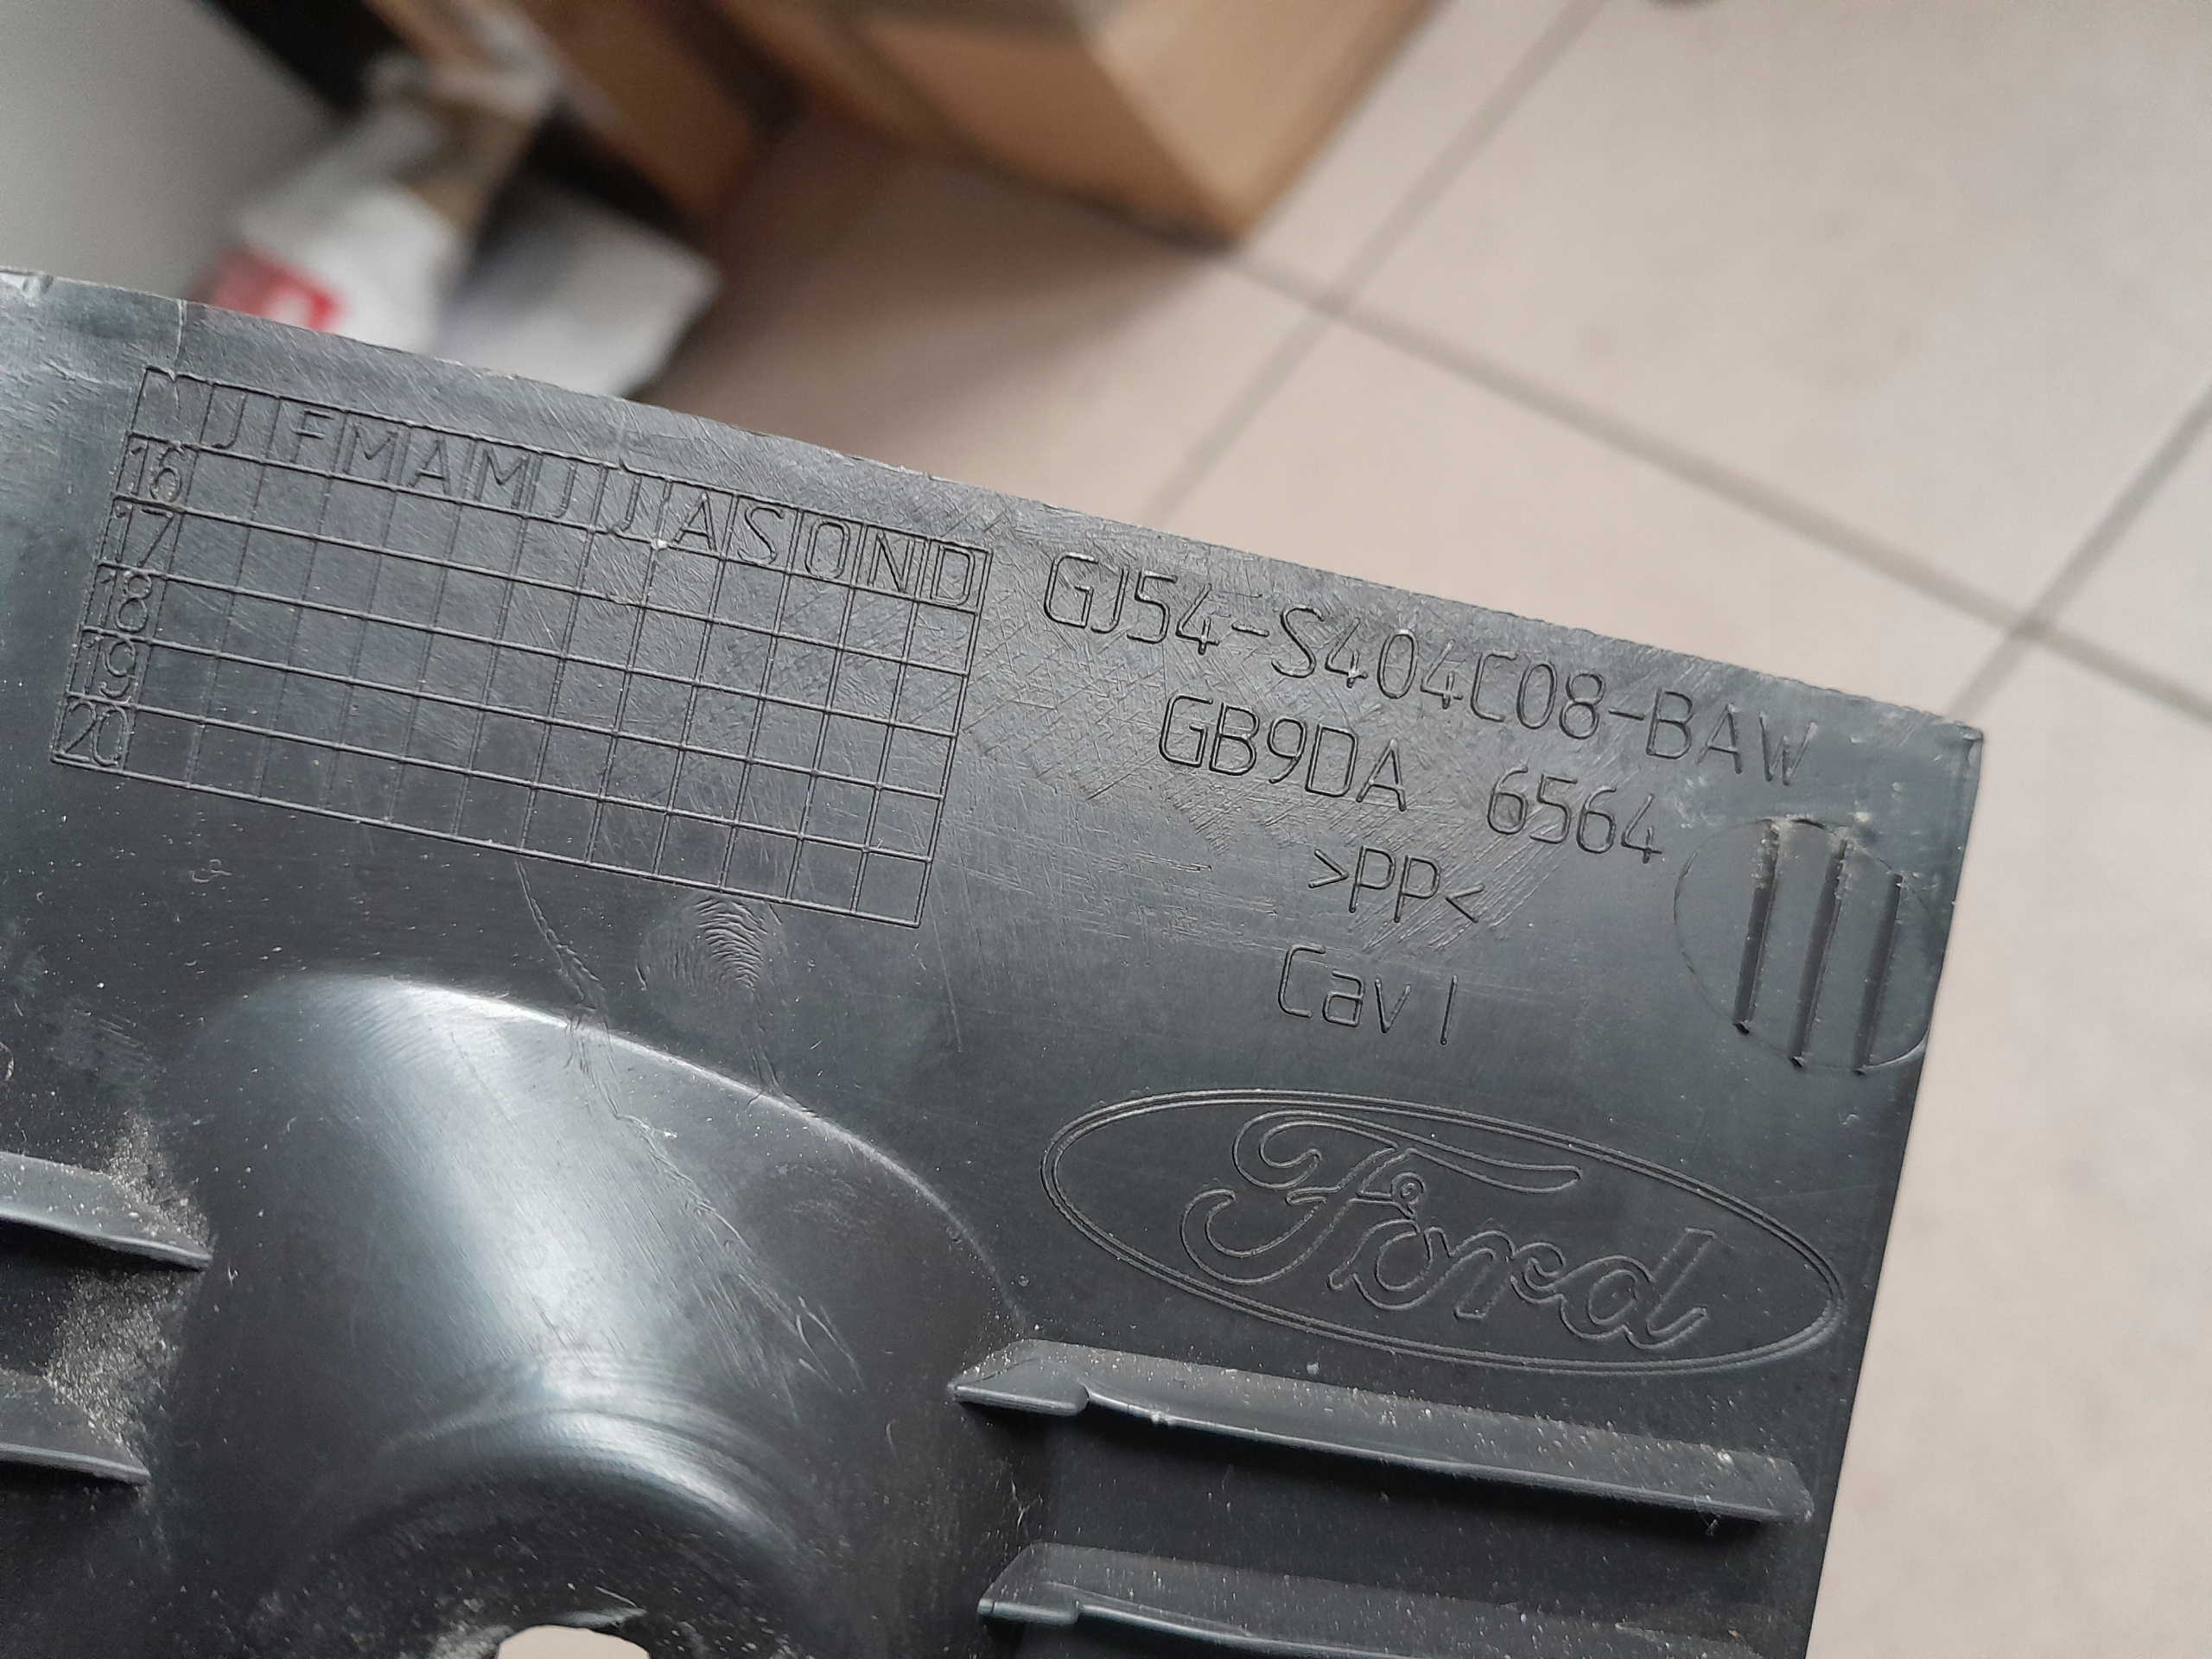 J F M A M J J A S O N D
16
17
18
19
20
GJ54-S404C08-BAW
GB9DA 6564
>PP<
Cav 1
Ford